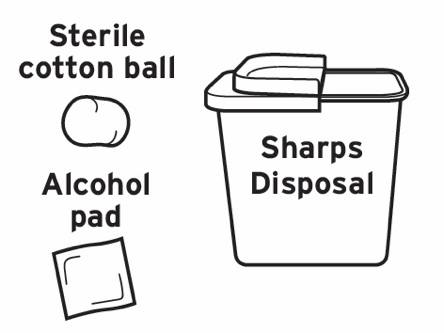 Sterile
cotton ball
Alcohol
pad
Sharps
Disposal